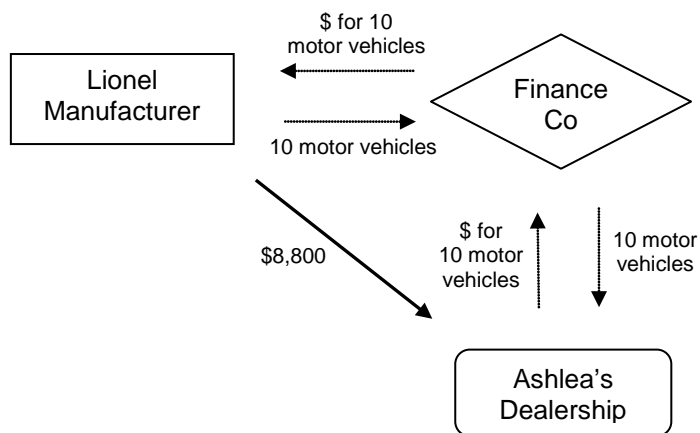 $ for 10
motor vehicles
Lionel
Manufacturer
Finance
Co
10 motor vehicles
$8,800
$ for
10 motor
vehicles
10 motor
vehicles
Ashlea's
Dealership